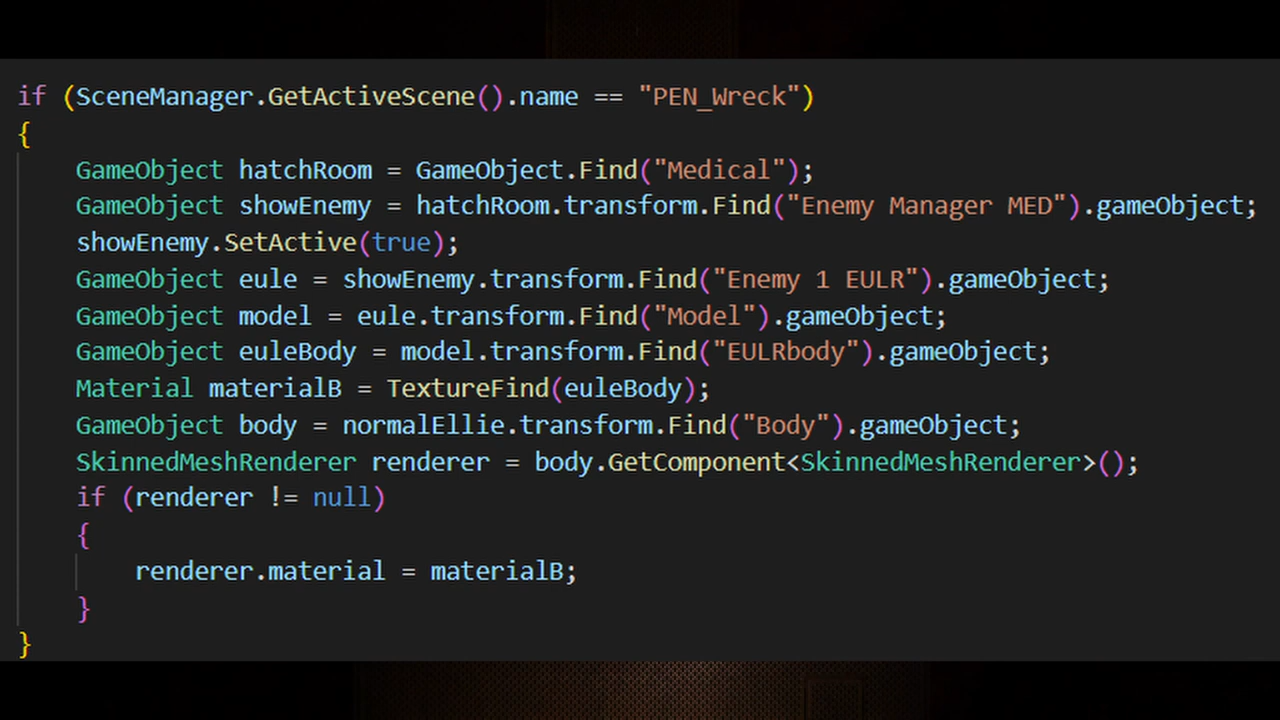 if (SceneManager.GetActiveScene().name == "PEN_Wreck")
{
GameObject hatchRoom = GameObject.Find("Medical");
GameObject showEnemy = hatchRoom.transform.Find("Enemy Manager MED").gameObject;
showEnemy.SetActive(true);
GameObject eule = showEnemy.transform.Find("Enemy 1 EULR").gameObject;
GameObject model = eule.transform.Find("Model").gameObject;
GameObject euleBody = model.transform.Find("EULRbody").gameObject;
Material materialB = TextureFind(euleBody);
GameObject body = normalEllie.transform.Find("Body").gameObject;
SkinnedMeshRenderer renderer = body.GetComponent<SkinnedMeshRenderer>();
if (renderer != null)
{
renderer.material = materialB;
}
}